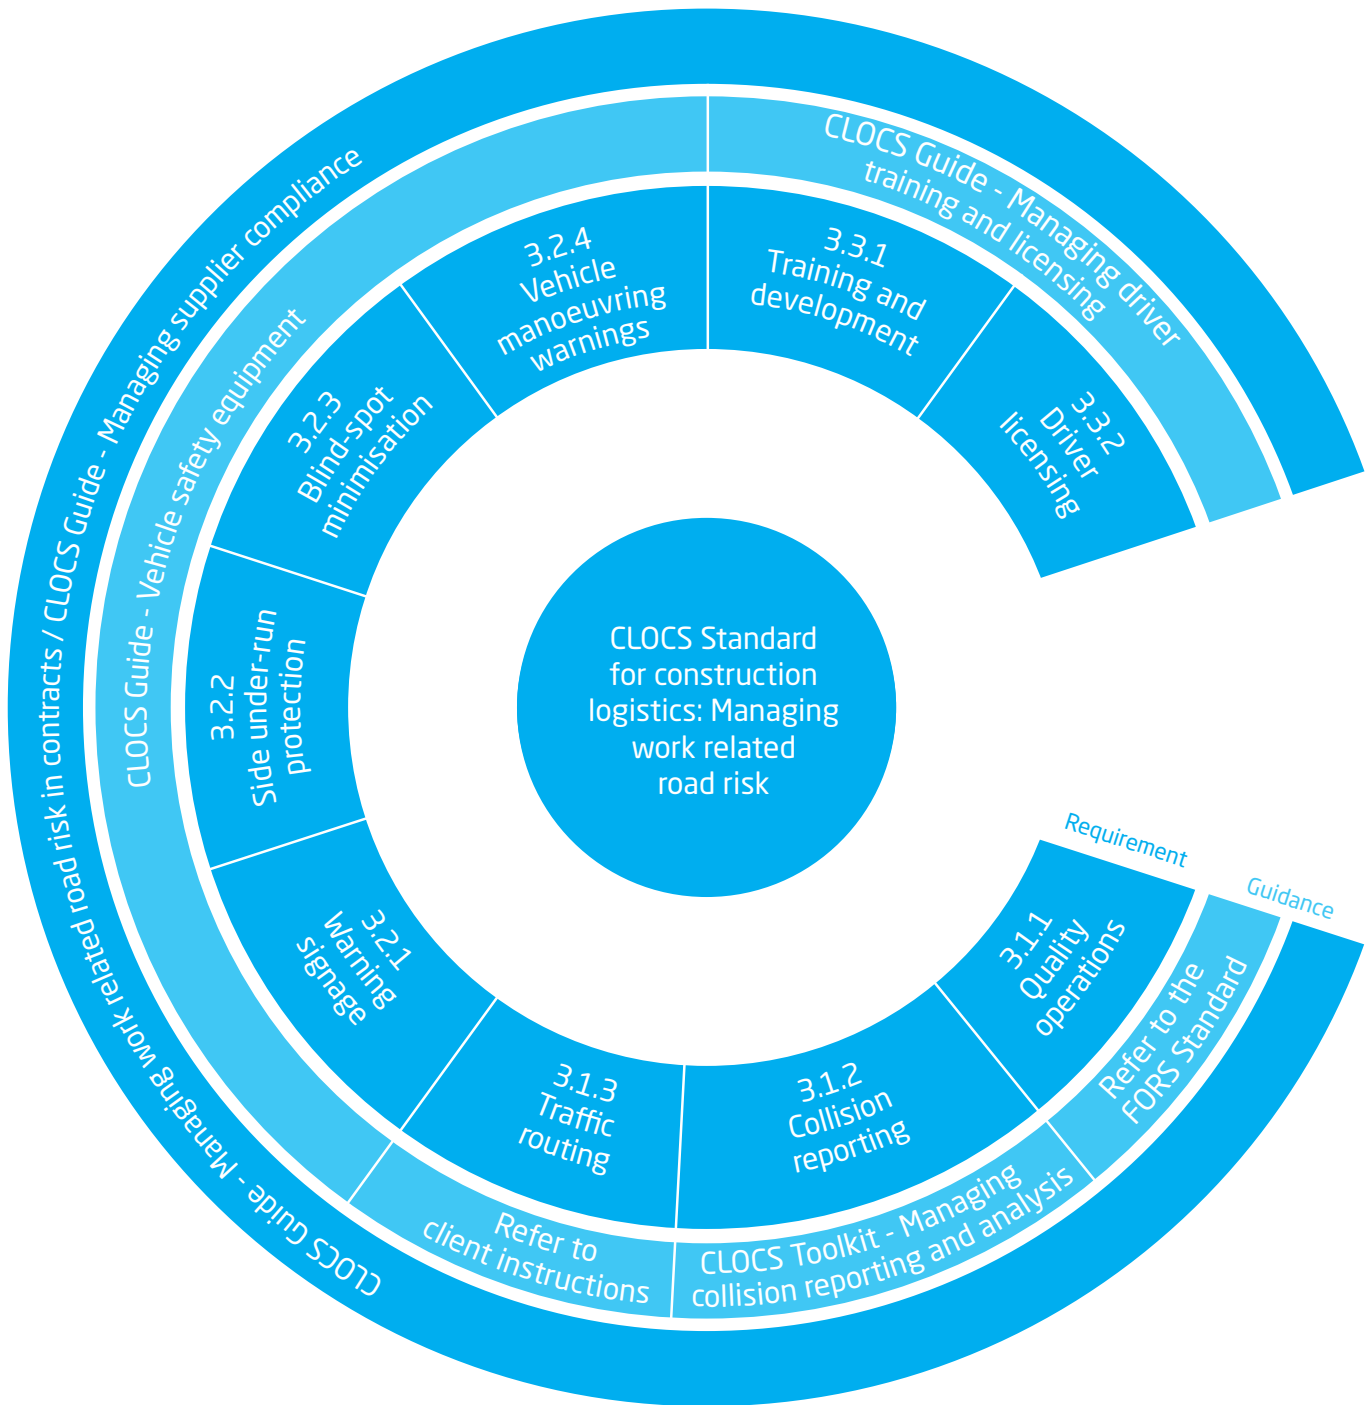 CLOCS Standard
for construction
logistics: Managing
work related
road risk
Requirement
Guidance
3.1.1
Quality
operations
3.1.2
Collision
reporting
3.1.3
Traffic
routing
3.2.1
Warning
signage
3.2.2
Side under-run
protection
3.2.3
Blind-spot
minimisation
3.2.4
Vehicle
manoeuvring
warnings
3.3.1
Training and
development
3.3.2
Driver
licensing
Refer to the
FORS Standard
CLOCS Toolkit - Managing
collision reporting and analysis
Refer to
client instructions
CLOCS Guide - Vehicle safety equipment
CLOCS Guide - Managing driver
training and licensing
CLOCS Guide - Managing work related road risk in contracts / CLOCS Guide - Managing supplier compliance